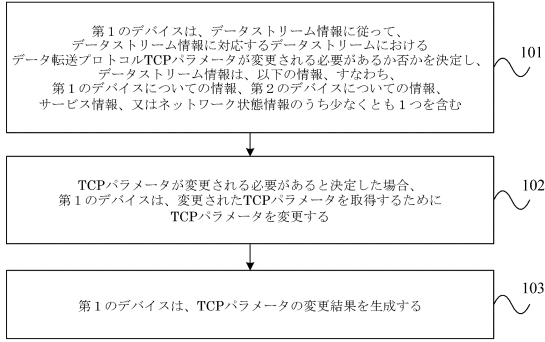 第１のデバイスは、データストリーム情報に従って、
データストリーム情報に対応するデータストリームにおける
データ転送プロトコルTCPパラメータが変更される必要があるか否かを決定し、
データストリーム情報は、以下の情報、すなわち、
第１のデバイスについての情報、第２のデバイスについての情報、
サービス情報、又はネットワーク状態情報のうち少なくとも１つを含む
101
TCPパラメータが変更される必要があると決定した場合、
第１のデバイスは、変更されたTCPパラメータを取得するために
TCPパラメータを変更する
102
第１のデバイスは、TCPパラメータの変更結果を生成する
103